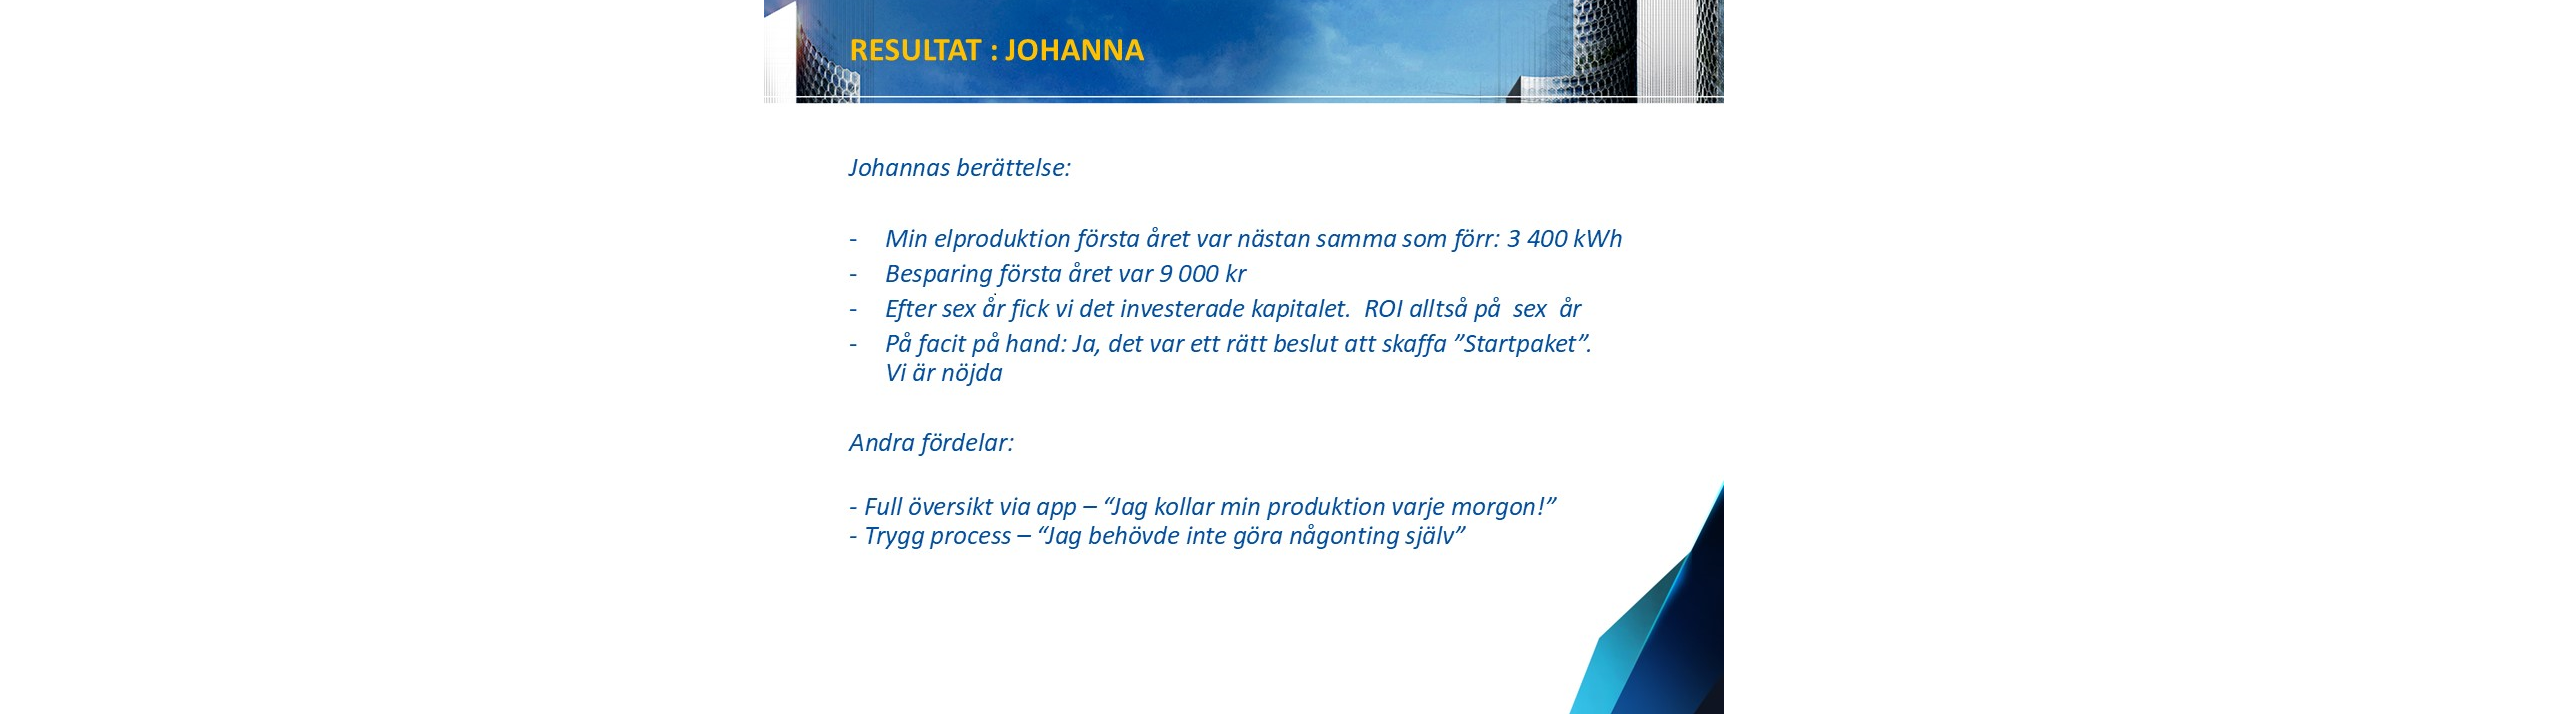 RESULTAT : JOHANNA
Johannas berättelse:
- Min elproduktion första året var nästan samma som förr: 3 400 kWh
- Besparing första året var 9 000 kr
- Efter sex år fick vi det investerade kapitalet.  ROI alltså på  sex  år
- På facit på hand: Ja, det var ett rätt beslut att skaffa ”Startpaket”.
Vi är nöjda
Andra fördelar:
- Full översikt via app – “Jag kollar min produktion varje morgon!”
- Trygg process – “Jag behövde inte göra någonting själv”